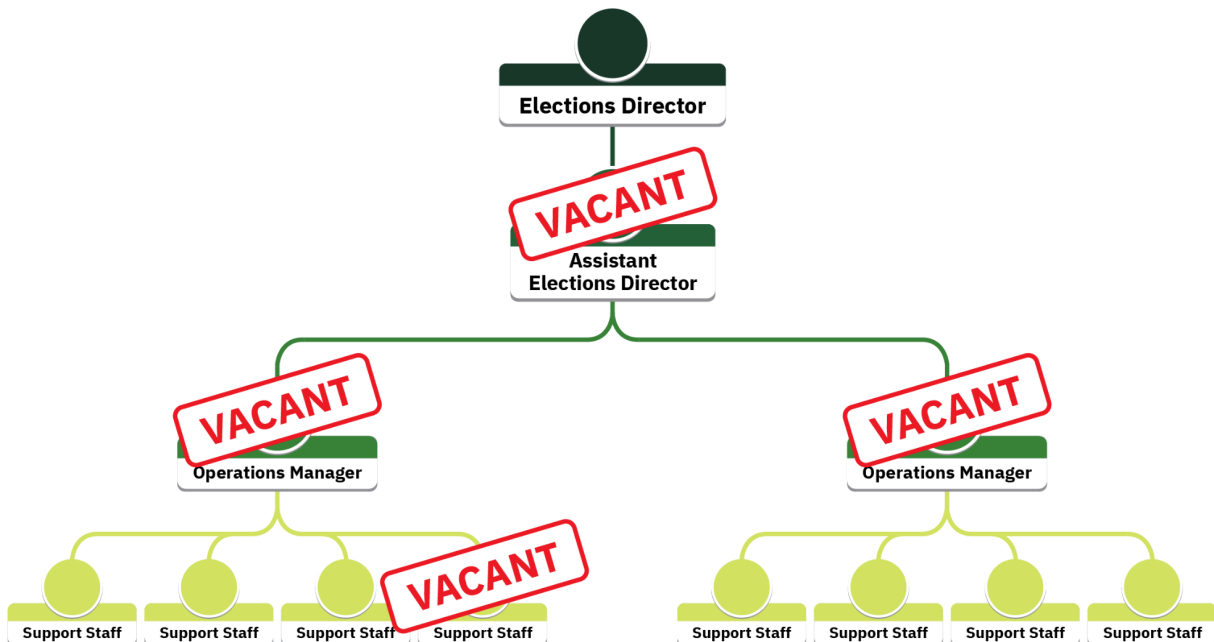 Elections Director
VACANT
Assistant
Elections Director
VACANT
VACANT
Operations Manager
Operations Manager
VACANT
Support Staff
Support Staff
Support Staff
Support Staff
Support Staff
Support Staff
Support Staff
Support Staff